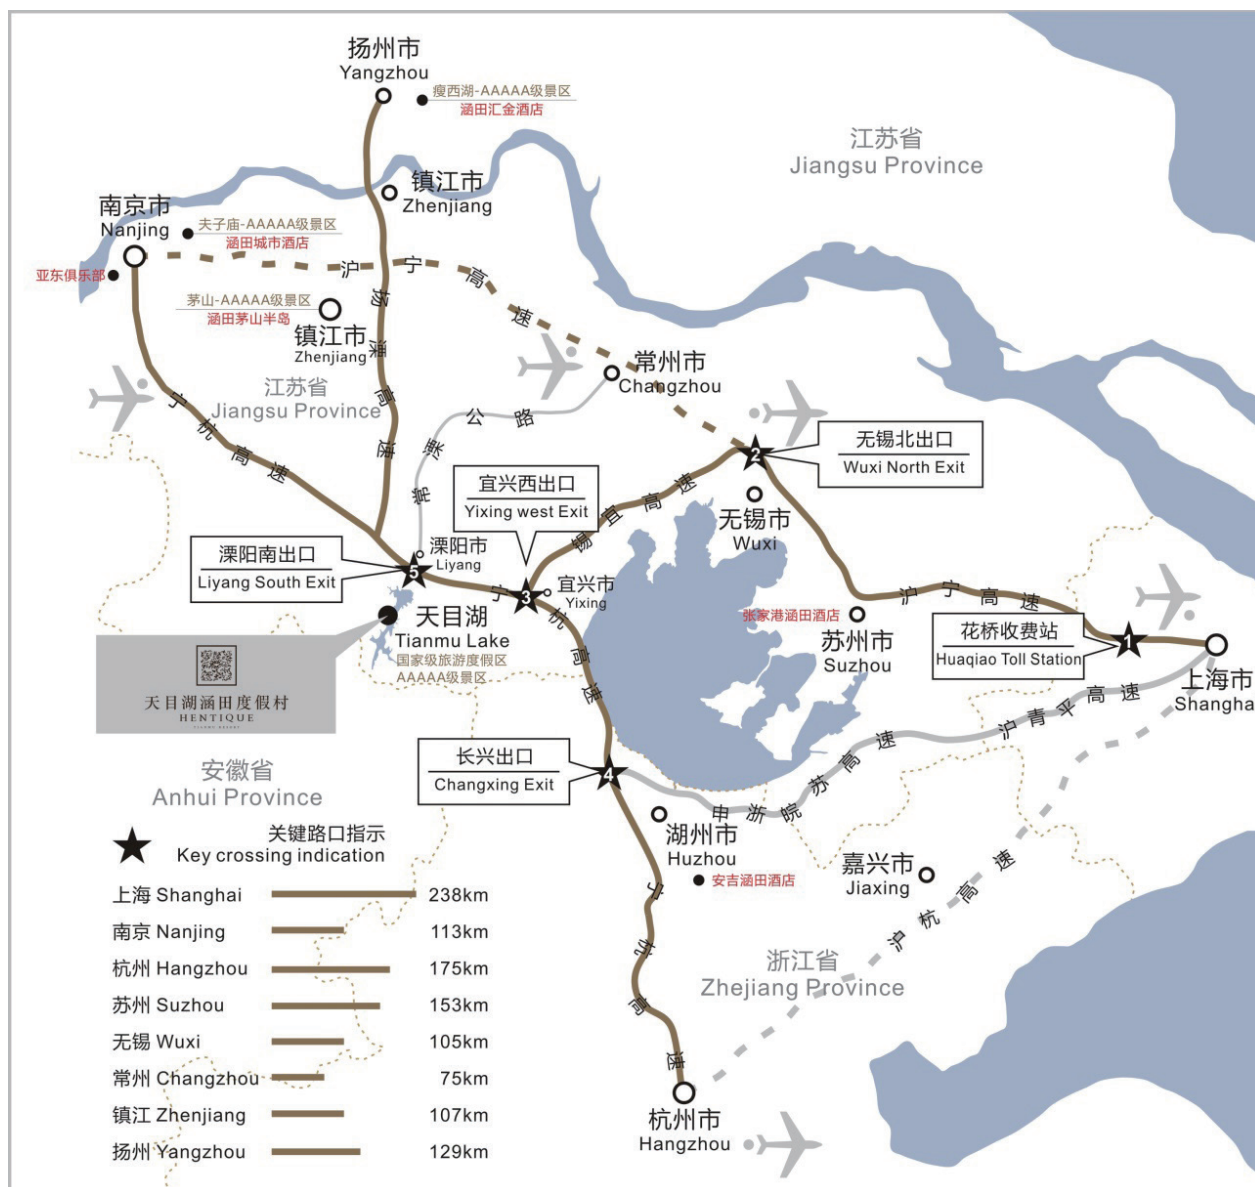 扬州市
Yangzhou
瘦西湖-AAAAA级景区
涵田汇金酒店
江苏省
Jiangsu Province
镇江市
Zhenjiang
南京市
Nanjing
夫子庙-AAAAA级景区
涵田城市酒店
亚东俱乐部
沪宁高速
茅山-AAAAA级景区
涵田茅山半岛
镇江市
Zhenjiang
扬溧高速
常州市
Changzhou
江苏省
Jiangsu Province
宁杭高速
常溧公路
2
无锡北出口
Wuxi North Exit
宜兴西出口
Yixing west Exit
锡宜高速
无锡市
Wuxi
溧阳南出口
Liyang South Exit
5
溧阳市
Liyang
3
宜兴市
Yixing
宁杭高速
天目湖
Tianmu Lake
国家级旅游度假区
AAAAA级景区
天目湖涵田度假村
HENTIQUE
张家港涵田酒店
苏州市
Suzhou
沪宁高速
花桥收费站
Huaqiao Toll Station
1
上海市
Shangha
沪青平高速
申浙皖苏高速
长兴出口
Changxing Exit
4
湖州市
Huzhou
安吉涵田酒店
嘉兴市
Jiaxing
沪杭高速
浙江省
Zhejiang Province
宁杭高速
杭州市
Hangzhou
安徽省
Anhui Province
关键路口指示
Key crossing indication
上海 Shanghai 238km
南京 Nanjing 113km
杭州 Hangzhou 175km
苏州 Suzhou 153km
无锡 Wuxi 105km
常州 Changzhou 75km
镇江 Zhenjiang 107km
扬州 Yangzhou 129km